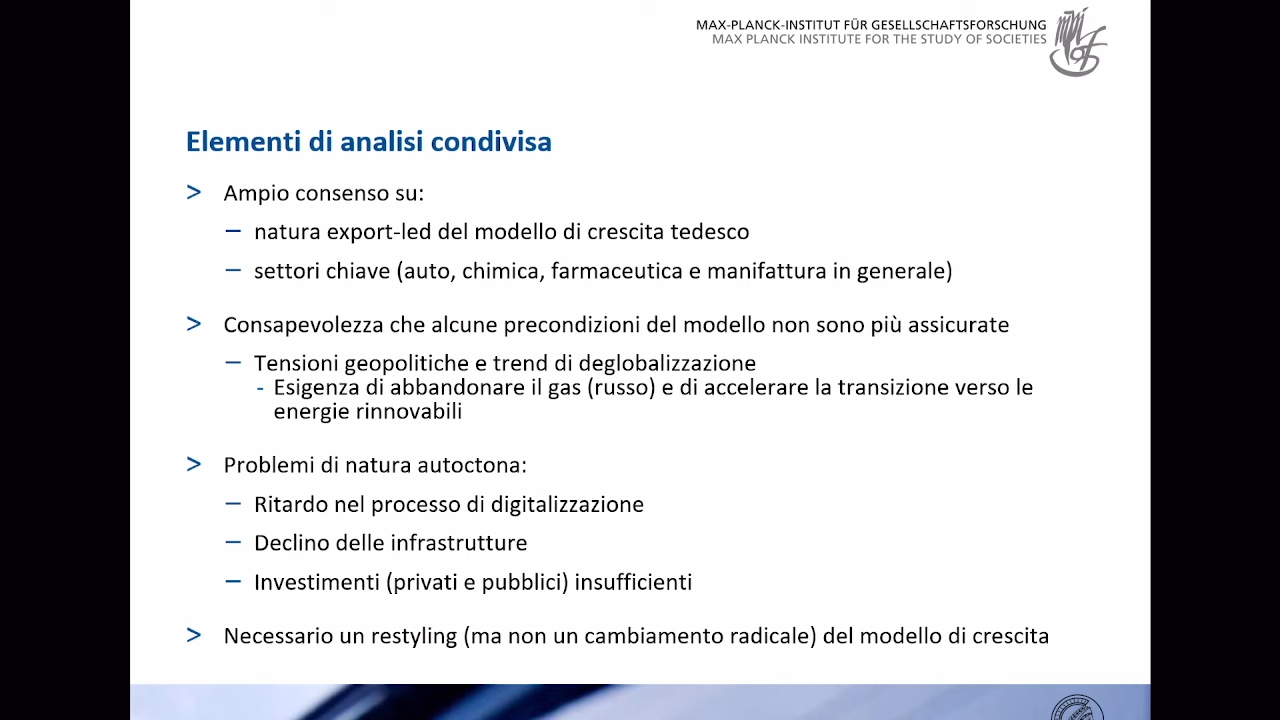 MAX-PLANCK-INSTITUT FÜR GESELLSCHAFTSFORSCHUNG
MAX PLANCK INSTITUTE FOR THE STUDY OF SOCIETIES
Elementi di analisi condivisa
> Ampio consenso su:
– natura export-led del modello di crescita tedesco
– settori chiave (auto, chimica, farmaceutica e manifattura in generale)
> Consapevolezza che alcune precondizioni del modello non sono più assicurate
– Tensioni geopolitiche e trend di deglobalizzazione
- Esigenza di abbandonare il gas (russo) e di accelerare la transizione verso le
energie rinnovabili
> Problemi di natura autoctona:
– Ritardo nel processo di digitalizzazione
– Declino delle infrastrutture
– Investimenti (privati e pubblici) insufficienti
> Necessario un restyling (ma non un cambiamento radicale) del modello di crescita